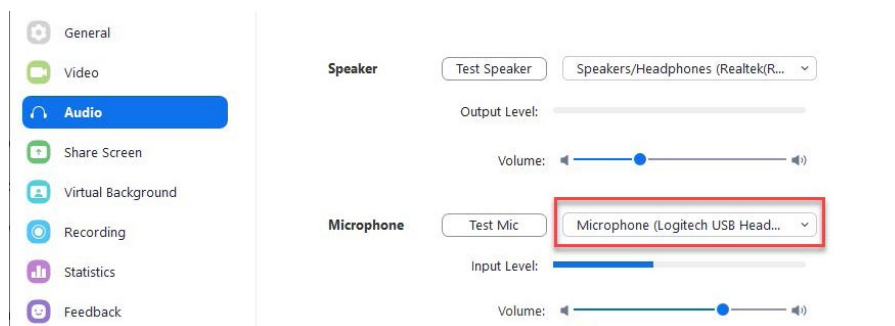 General
Video
Audio
Share Screen
Virtual Background
Recording
Statistics
Feedback
Speaker Test Speaker Speakers/Headphones (Realtek(R...
Output Level:
Volume:
Microphone Test Mic Microphone (Logitech USB Head...
Input Level:
Volume: